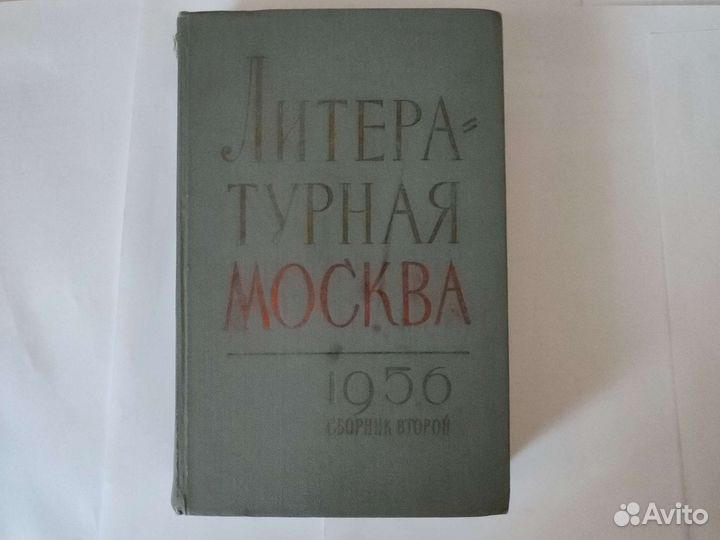 Литера=
турная
Москва
1956
сборник второй
Avito